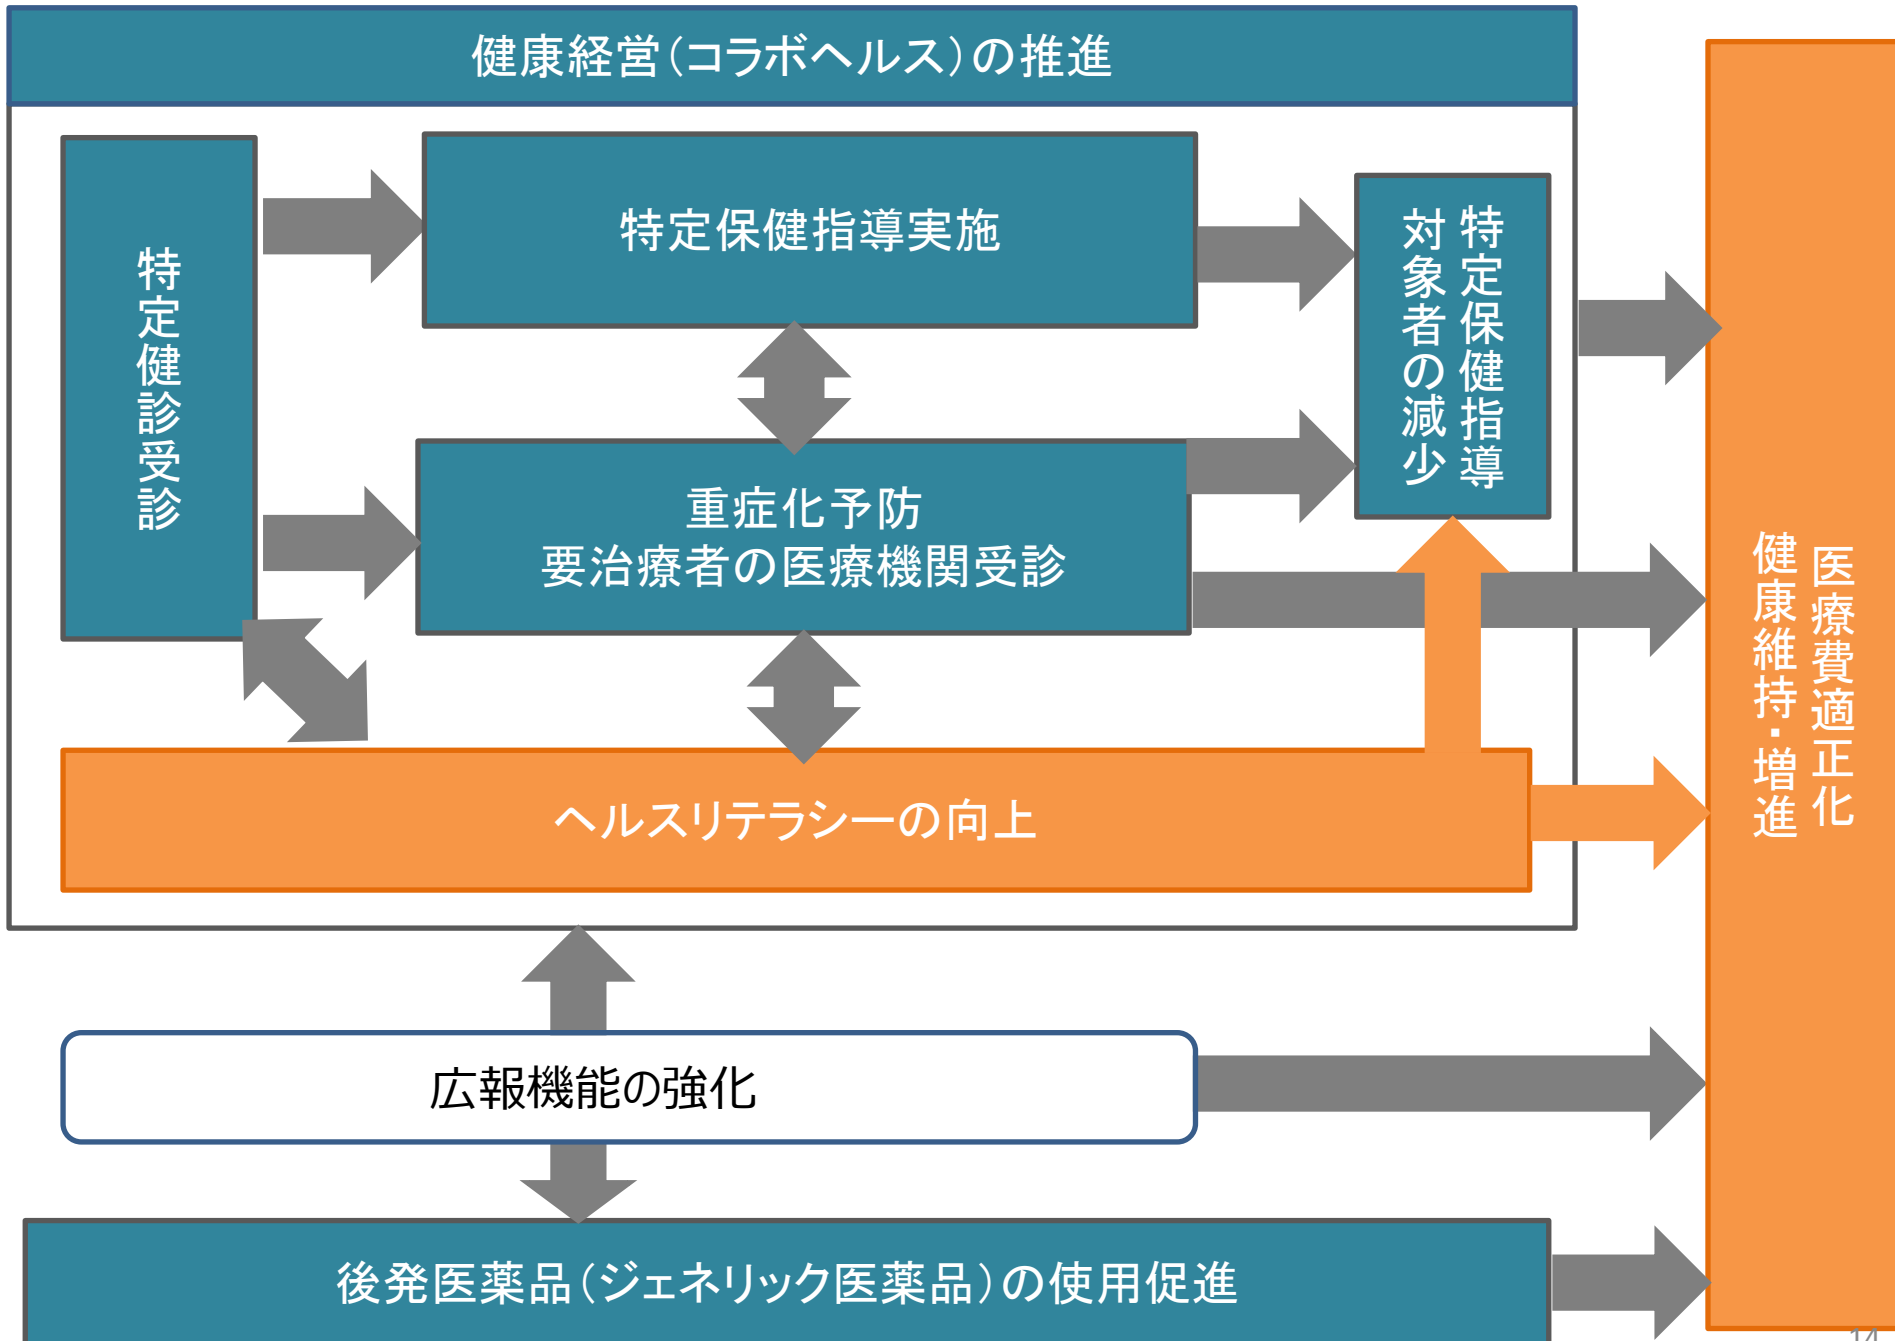 健康経営(コラボヘルス)の推進
特定健診受診
特定保健指導実施
特定保健指導
対象者の減少
重症化予防
要治療者の医療機関受診
ヘルスリテラシーの向上
医療費適正化
健康維持・増進
広報機能の強化
後発医薬品(ジェネリック医薬品)の使用促進
14